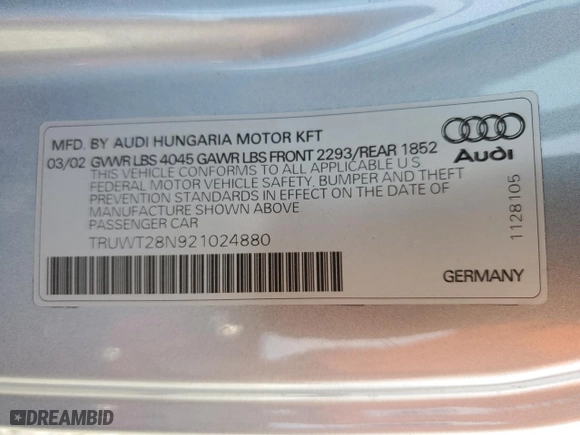 MFD. BY AUDI HUNGARIA MOTOR KFT
03/02 GVWR LBS 4045 GAWR LBS FRONT 2293/REAR 1852
THIS VEHICLE CONFORMS TO ALL APPLICABLE U.S.
FEDERAL MOTOR VEHICLE SAFETY, BUMPER AND THEFT
PREVENTION STANDARDS IN EFFECT ON THE DATE OF
MANUFACTURE SHOWN ABOVE.
PASSENGER CAR
TRUWT28N921024880
Audi
1128105
GERMANY
DREAMBID